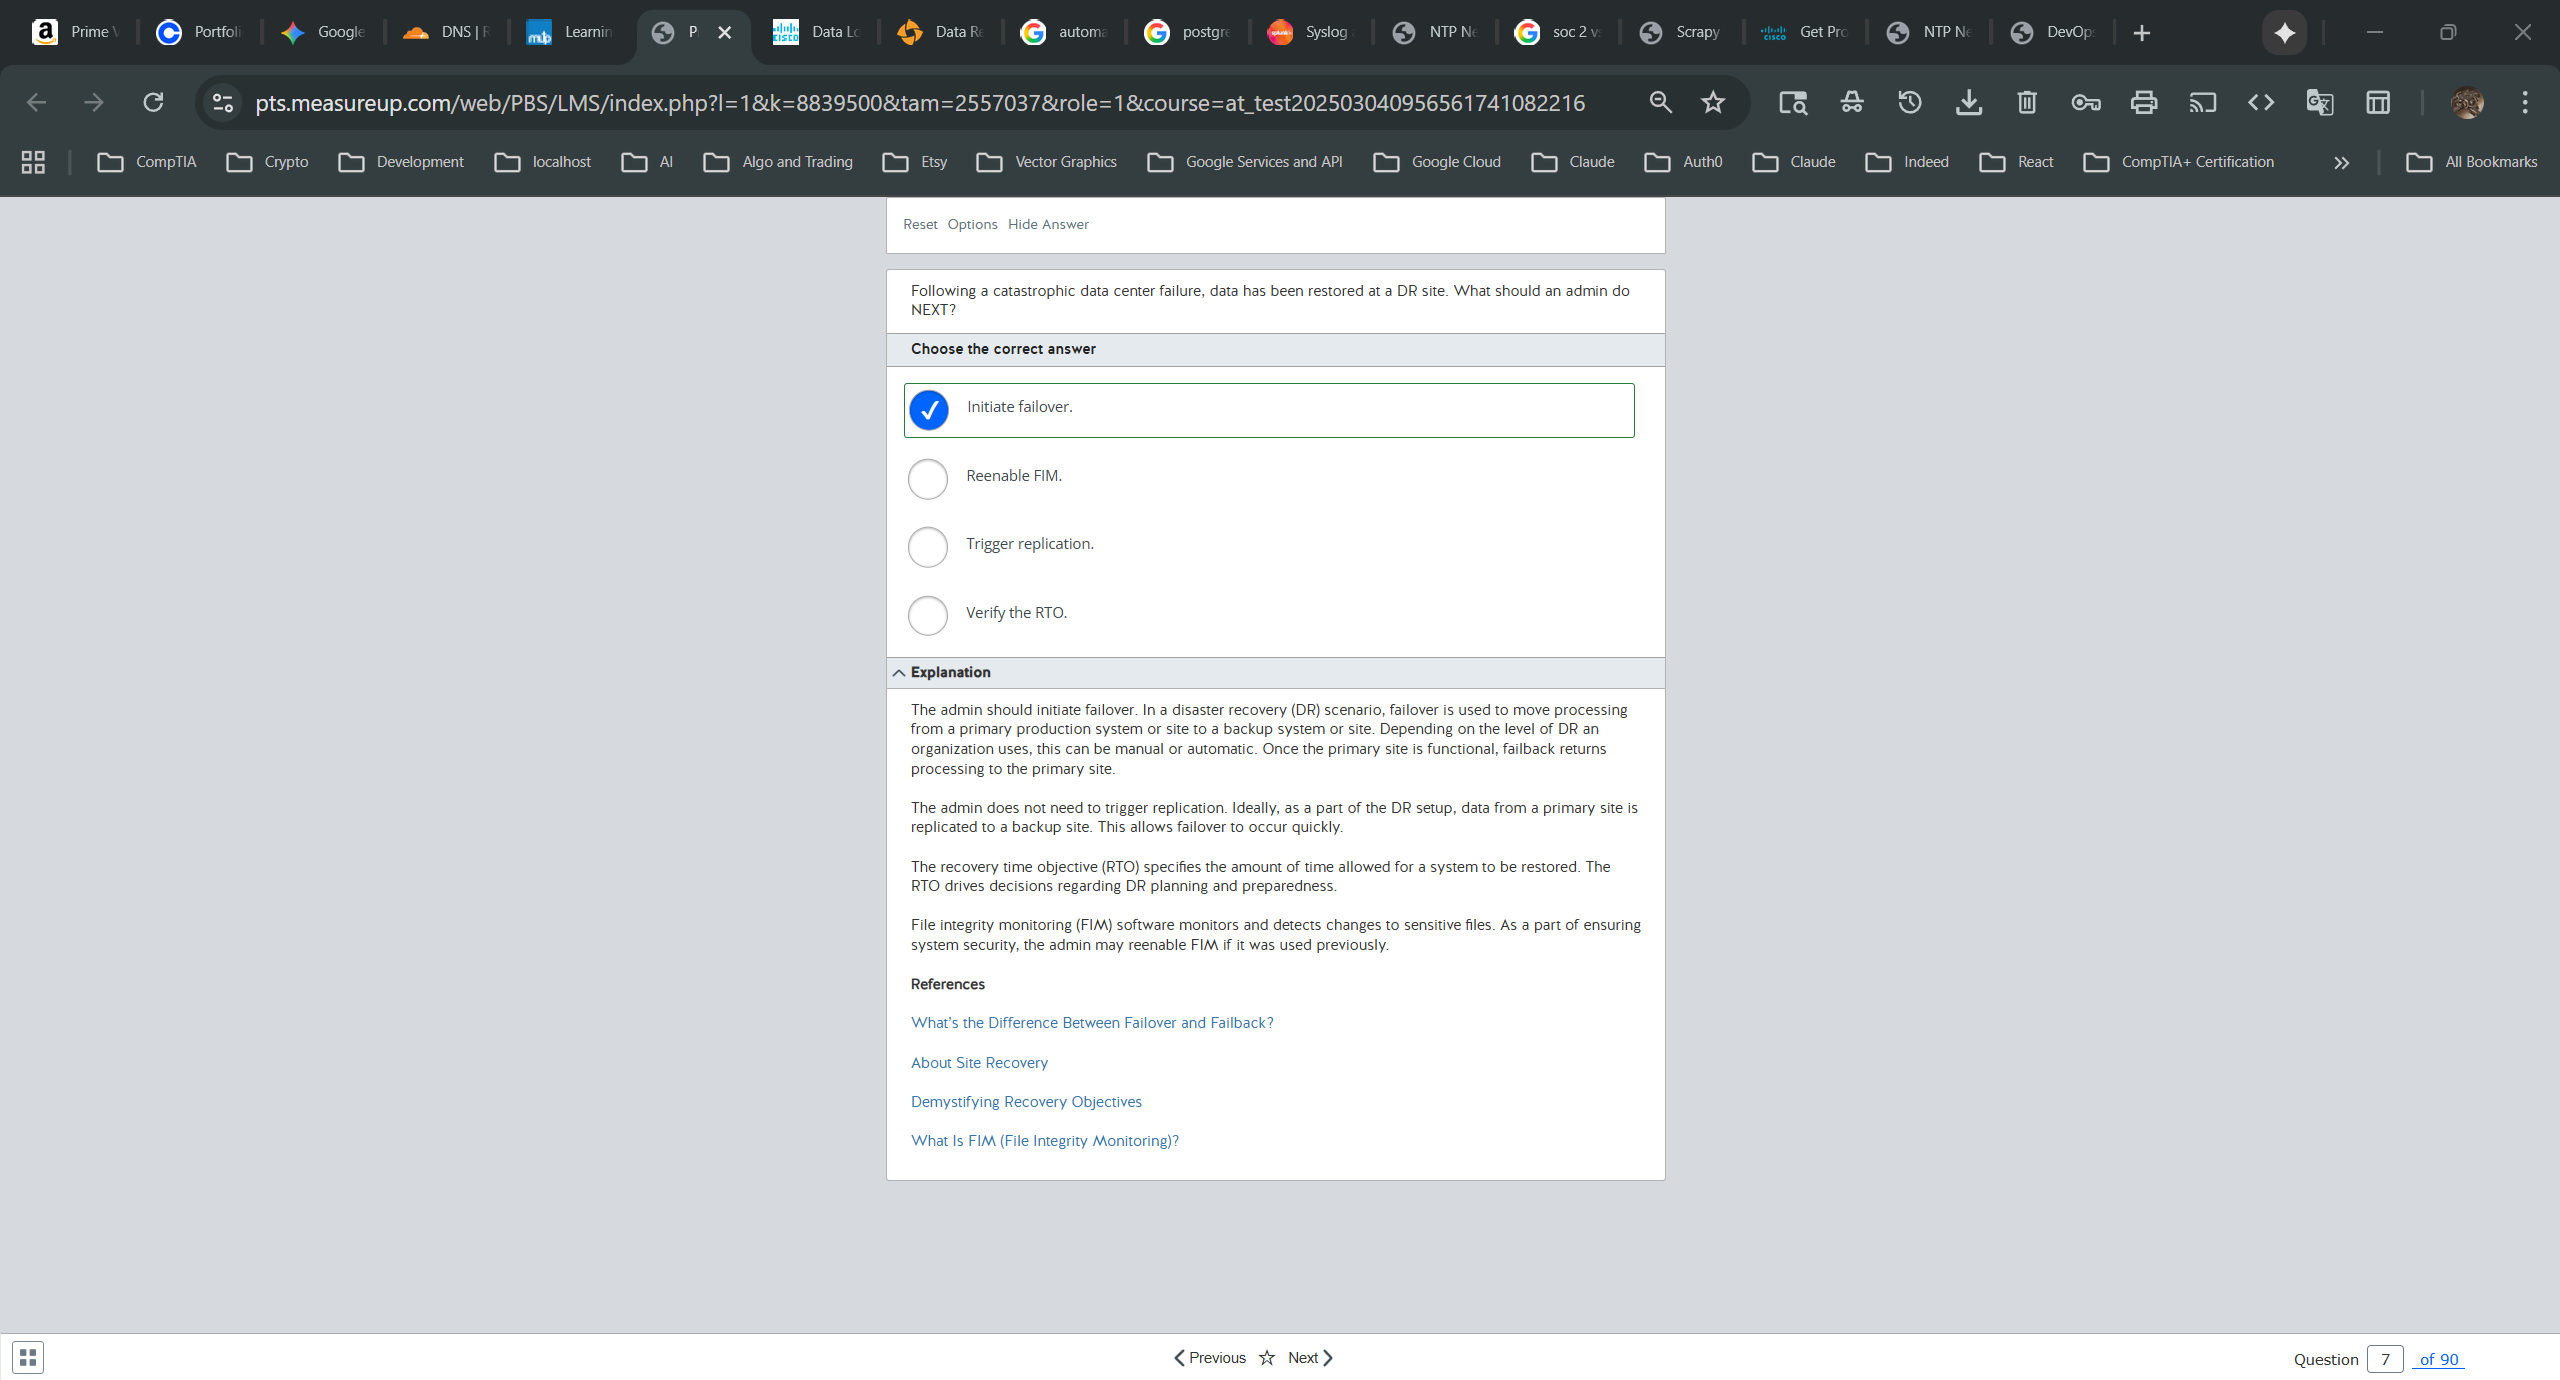 Prime
Portfoli
Google
DNS | R
Learnin
P
Data Lo
Data Re
automa
postgre
Syslog
NTP Ne
soc 2 vs
Scrapy
Get Pro
NTP Ne
DevOps
pts.measureup.com/web/PBS/LMS/index.php?l=1&k=8839500&tam=2557037&role=1&course=at_test202503040956561741082216
CompTIA
Crypto
Development
localhost
AI
Algo and Trading
Etsy
Vector Graphics
Google Services and API
Google Cloud
Claude
Auth0
Claude
Indeed
React
CompTIA+ Certification
All Bookmarks
Reset Options Hide Answer
Following a catastrophic data center failure, data has been restored at a DR site. What should an admin do
NEXT?
Choose the correct answer
Initiate failover.
Reenable FIM.
Trigger replication.
Verify the RTO.
Explanation
The admin should initiate failover. In a disaster recovery (DR) scenario, failover is used to move processing
from a primary production system or site to a backup system or site. Depending on the level of DR an
organization uses, this can be manual or automatic. Once the primary site is functional, failback returns
processing to the primary site.
The admin does not need to trigger replication. Ideally, as a part of the DR setup, data from a primary site is
replicated to a backup site. This allows failover to occur quickly.
The recovery time objective (RTO) specifies the amount of time allowed for a system to be restored. The
RTO drives decisions regarding DR planning and preparedness.
File integrity monitoring (FIM) software monitors and detects changes to sensitive files. As a part of ensuring
system security, the admin may reenable FIM if it was used previously.
References
What's the Difference Between Failover and Failback?
About Site Recovery
Demystifying Recovery Objectives
What Is FIM (File Integrity Monitoring)?
Previous
Next
Question 7 of 90